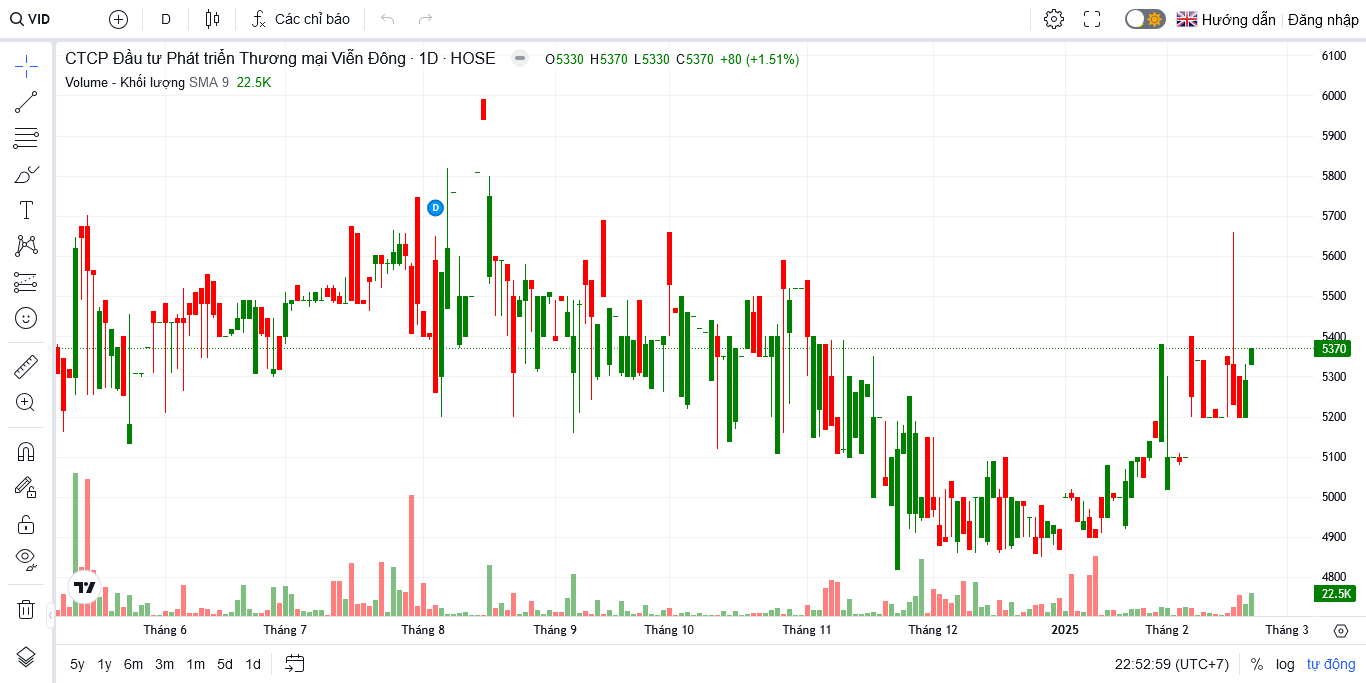 VID D Các chỉ báo Hướng dẫn Đăng nhập
CTCP Đầu tư Phát triển Thương mại Viễn Đông · 1D · HOSE O5330 H5370 L5330 C5370 +80 (+1.51%)
Volume - Khối lượng SMA 9 22.5K
6100
6000
5900
5800
D
5700
5600
5500
5400
5370
5300
5200
5100
5000
4900
4800
22.5K
Tháng 6 Tháng 7 Tháng 8 Tháng 9 Tháng 10 Tháng 11 Tháng 12 2025 Tháng 2 Tháng 3
5y 1y 6m 3m 1m 5d 1d 22:52:59 (UTC+7) % log tự động